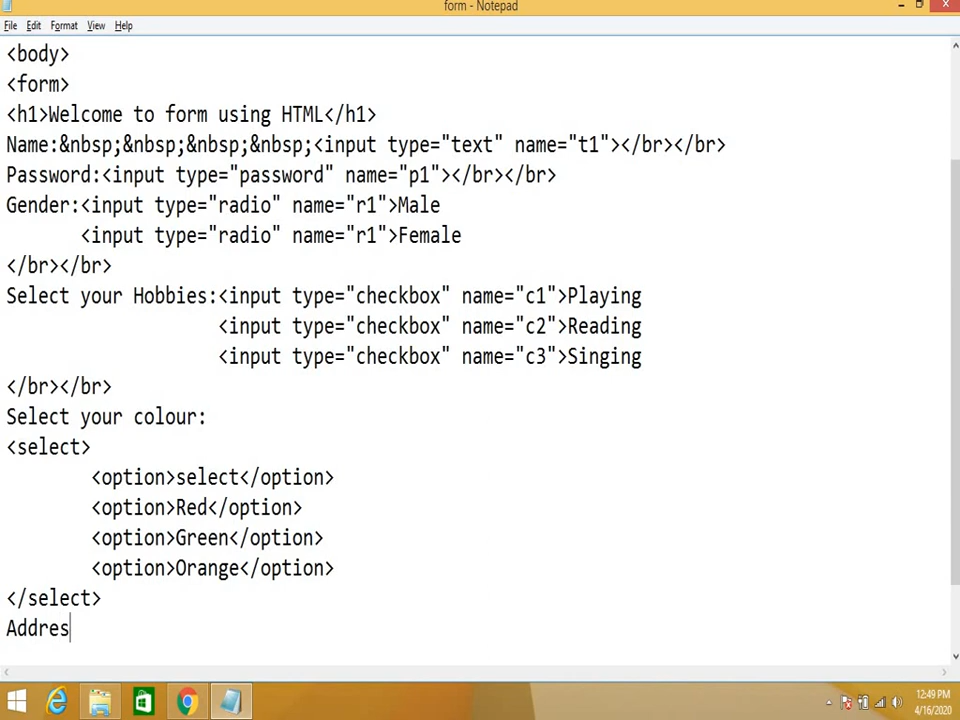 form - Notepad
File Edit Format View Help
<body>
<form>
<h1>Welcome to form using HTML</h1>
Name:&nbsp;&nbsp;&nbsp;&nbsp;<input type="text" name="t1"></br></br>
Password:<input type="password" name="p1"></br></br>
Gender:<input type="radio" name="r1">Male
<input type="radio" name="r1">Female
</br></br>
Select your Hobbies:<input type="checkbox" name="c1">Playing
<input type="checkbox" name="c2">Reading
<input type="checkbox" name="c3">Singing
</br></br>
Select your colour:
<select>
<option>select</option>
<option>Red</option>
<option>Green</option>
<option>Orange</option>
</select>
Addres
12:49 PM
4/16/2020